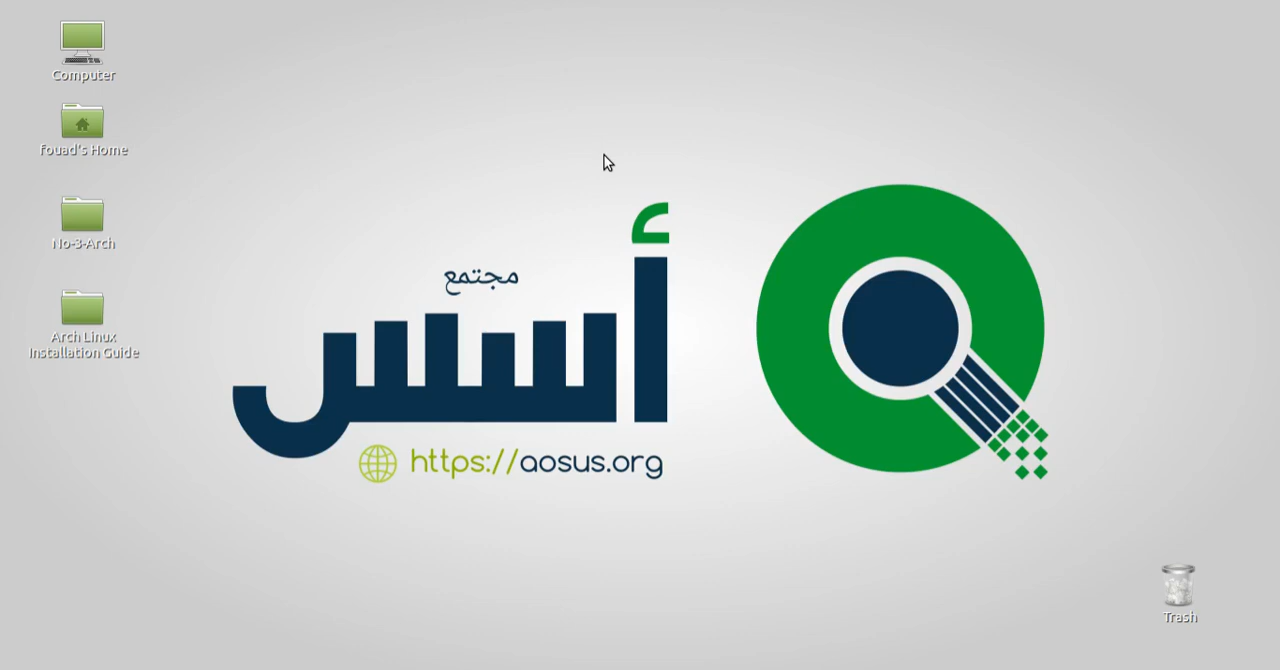 Computer
fouad's Home
No-3-Arch
Arch Linux
Installation Guide
مجتمع
أسس
https://aosus.org
Trash